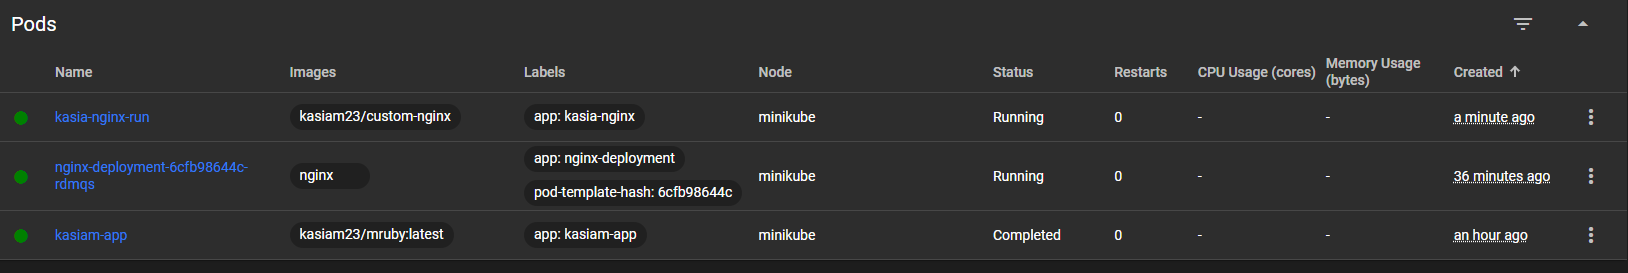 Pods
Name Images Labels Node Status Restarts CPU Usage (cores) Memory Usage (bytes) Created
kasia-nginx-run kasiam23/custom-nginx app: kasia-nginx minikube Running 0 - - a minute ago
nginx-deployment-6cfb98644c-rdmqs nginx app: nginx-deployment pod-template-hash: 6cfb98644c minikube Running 0 - - 36 minutes ago
kasiam-app kasiam23/mruby:latest app: kasiam-app minikube Completed 0 - - an hour ago